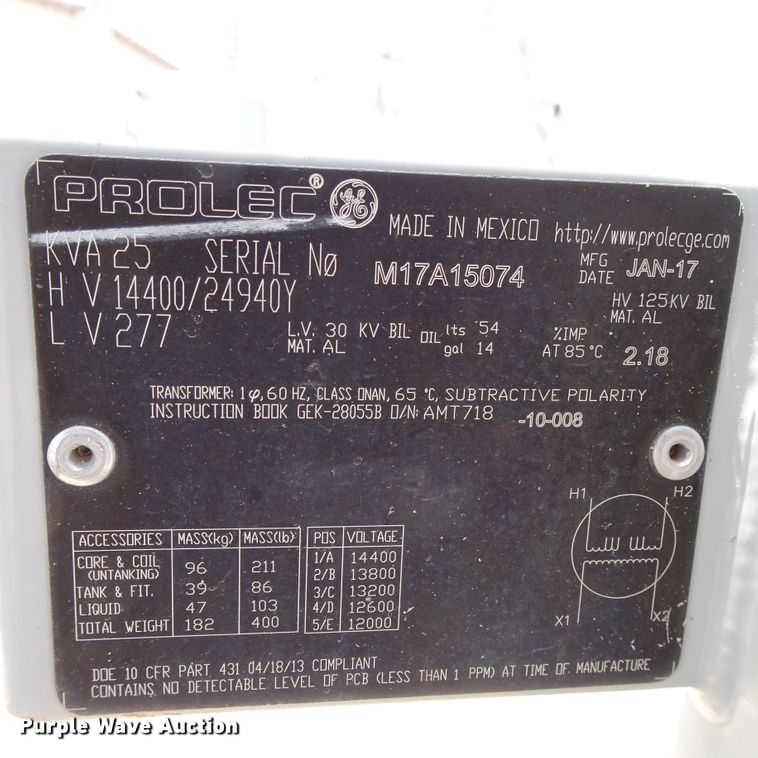 PROLEC® GE
MADE IN MEXICO http://www.prolecge.com
KVA 25 SERIAL Nø M17A15074 MFG DATE JAN-17
H V 14400/24940Y HV 125KV BIL MAT. AL
L V 277 L.V. 30 KV BIL MAT. AL OIL lts 54 gal 14 %IMP. AT 85 °C 2.18
TRANSFORMER: 1φ, 60 HZ, CLASS ONAN, 65 °C, SUBTRACTIVE POLARITY
INSTRUCTION BOOK GEK-28055B O/N: AMT718 -10-008
H1 H2
ACCESSORIES MASS(kg) MASS(lb) POS VOLTAGE
CORE & COIL (UNTANKING) 96 211
TANK & FIT. 39 86
LIQUID 47 103
TOTAL WEIGHT 182 400
1/A 14400
2/B 13800
3/C 13200
4/D 12600
5/E 12000
X1 X2
DOE 10 CFR PART 431 04/18/13 COMPLIANT
CONTAINS NO DETECTABLE LEVEL OF PCB (LESS THAN 1 PPM) AT TIME OF MANUFACTURE
Purple Wave Auction